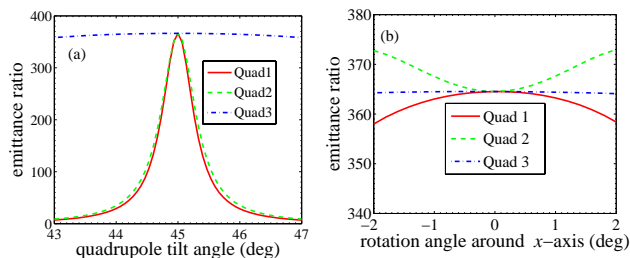 (a)
emittance ratio
400
300
200
100
0
43 44 45 46 47
quadrupole tilt angle (deg)
Quad1
Quad2
Quad3
(b)
emittance ratio
380
370
360
350
340
−2 −1 0 1 2
rotation angle around x−axis (deg)
Quad 1
Quad 2
Quad 3